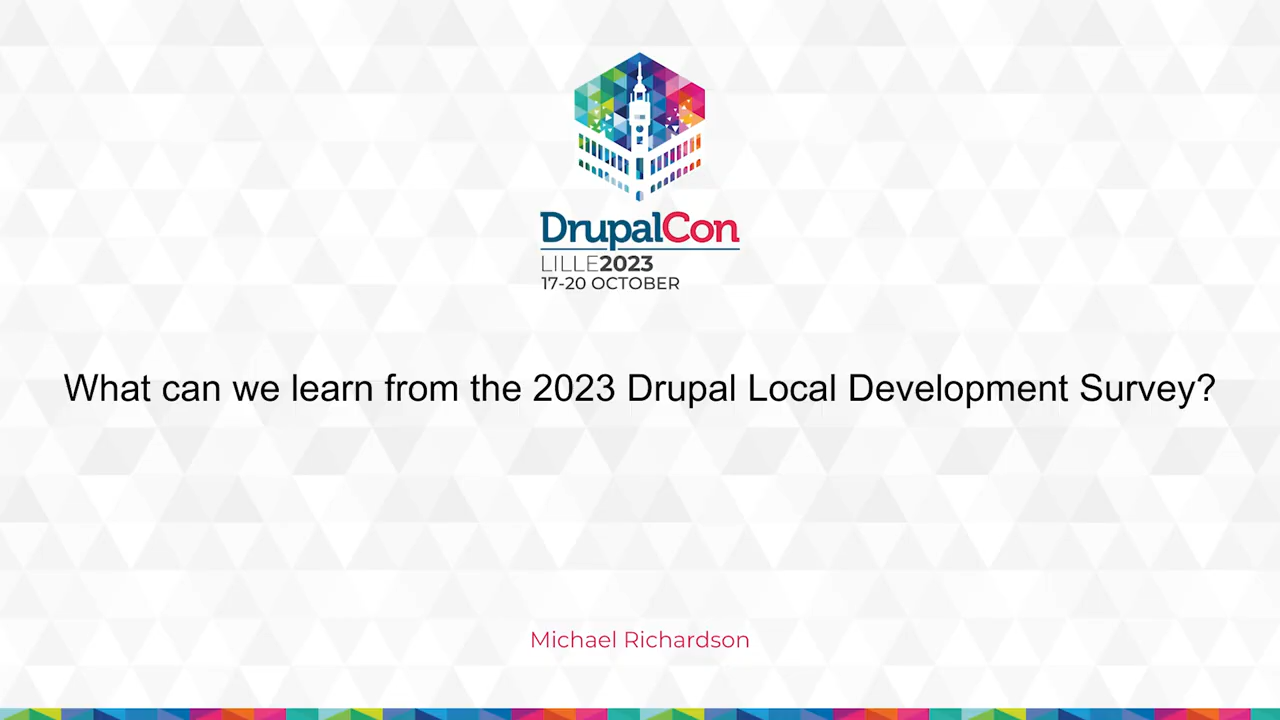 DrupalCon
LILLE2023
17-20 OCTOBER
What can we learn from the 2023 Drupal Local Development Survey?
Michael Richardson